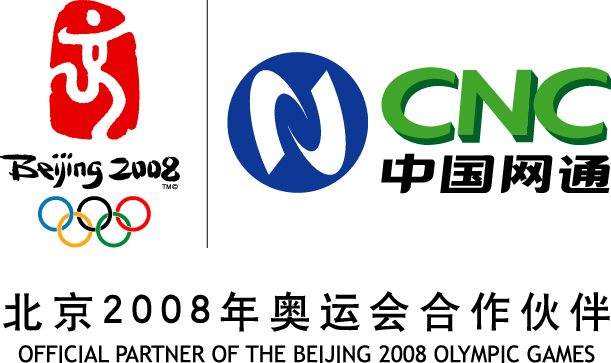 Beijing 2008
TM©
CNC
中国网通
北京2008年奥运会合作伙伴
OFFICIAL PARTNER OF THE BEIJING 2008 OLYMPIC GAMES